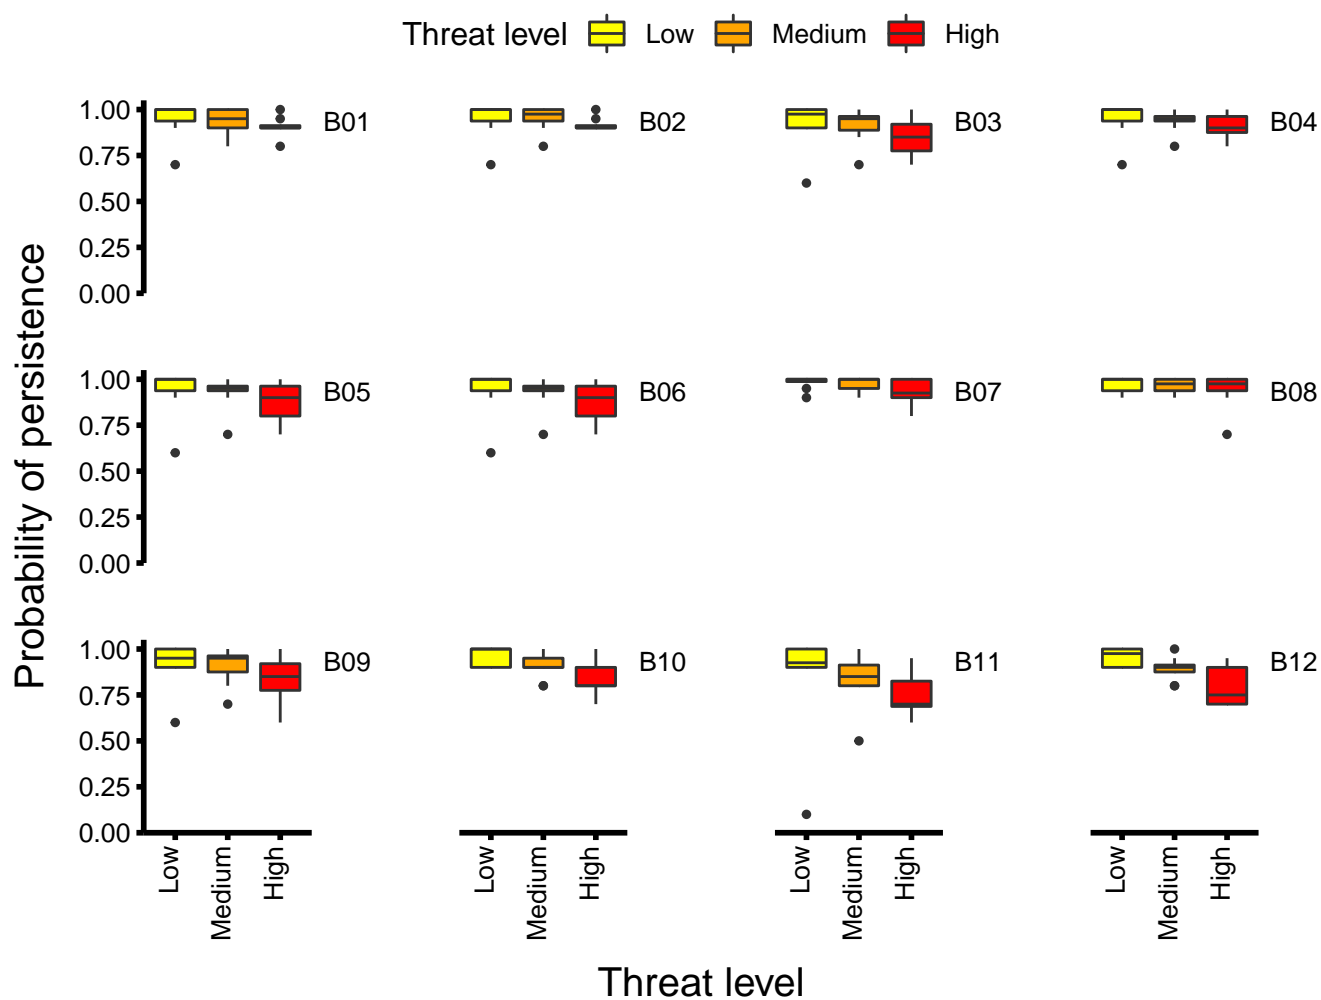 Threat level Low Medium High
1.00 B01 B02 B03 B04
0.75
0.50
0.25
0.00
1.00 B05 B06 B07 B08
0.75
0.50
0.25
0.00
1.00 B09 B10 B11 B12
0.75
0.50
0.25
0.00
Probability of persistence
Low Medium High Low Medium High Low Medium High Low Medium High
Threat level